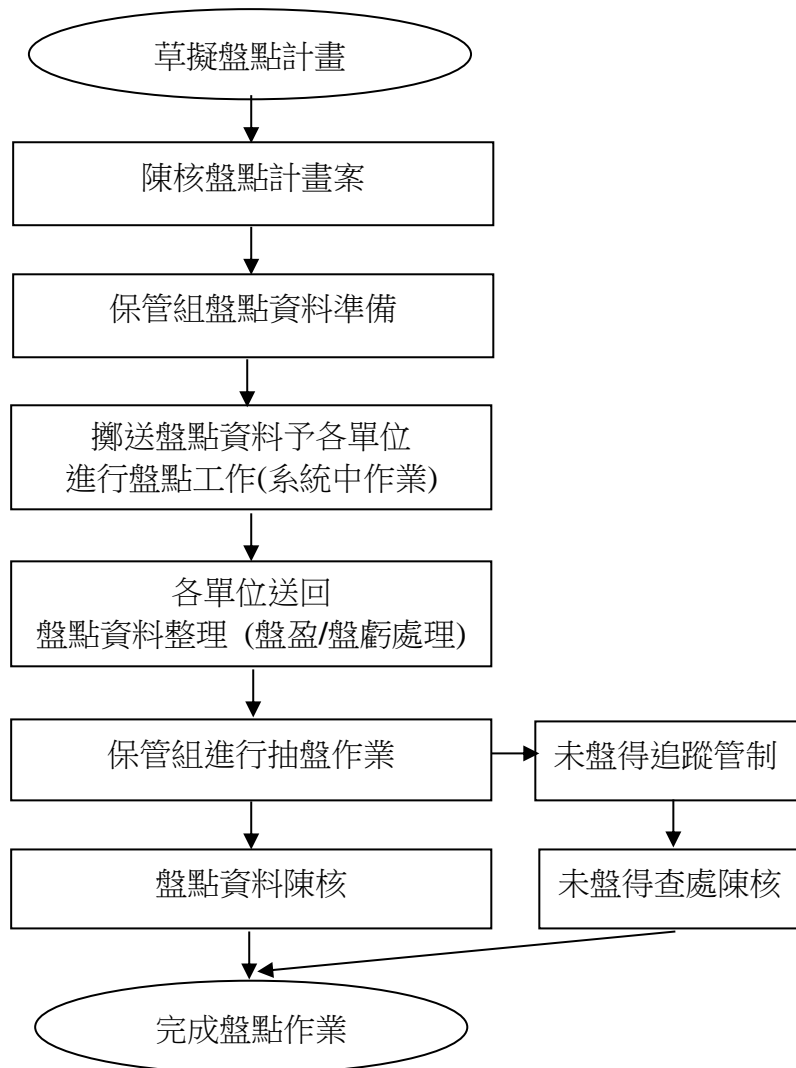 草擬盤點計畫
陳核盤點計畫案
保管組盤點資料準備
擲送盤點資料予各單位
進行盤點工作(系統中作業)
各單位送回
盤點資料整理 (盤盈/盤虧處理)
保管組進行抽盤作業
未盤得追蹤管制
盤點資料陳核
未盤得查處陳核
完成盤點作業